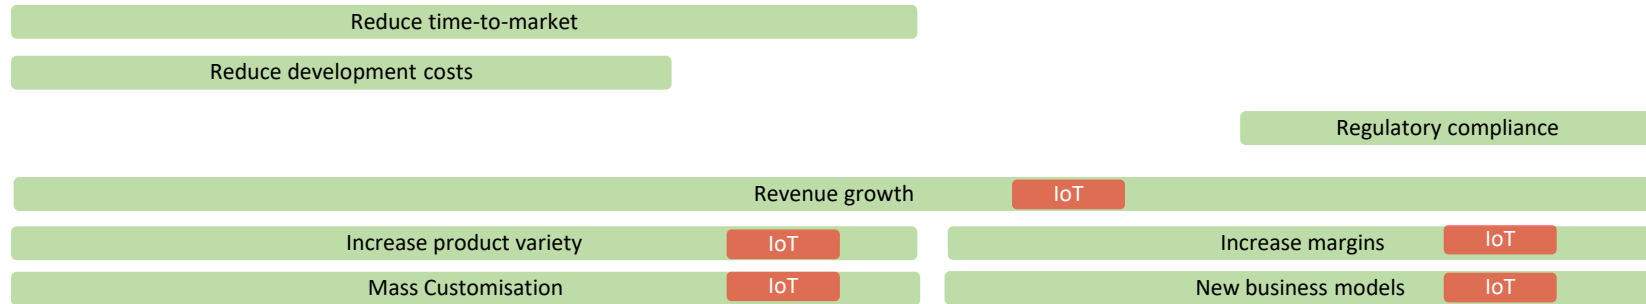 Reduce time-to-market
Reduce development costs
Regulatory compliance
Revenue growth IoT
Increase product variety IoT Increase margins IoT
Mass Customisation IoT New business models IoT